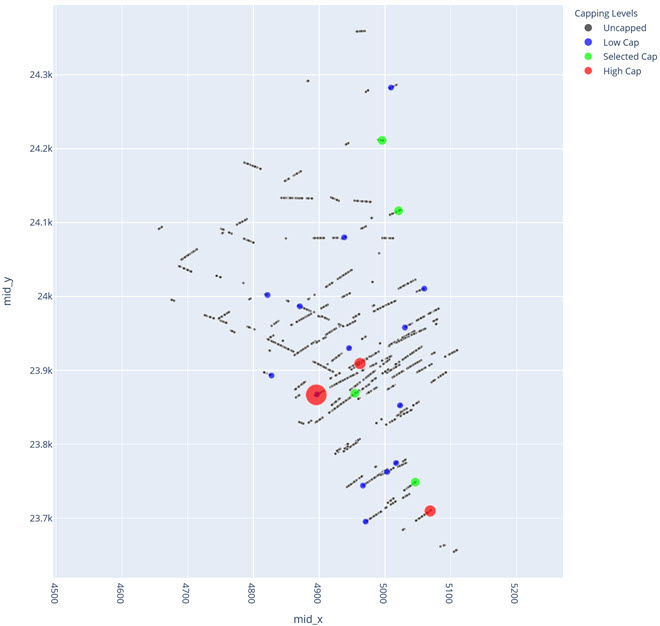 Capping Levels
Uncapped
Low Cap
Selected Cap
High Cap
24.3k
24.2k
24.1k
24k
23.9k
23.8k
23.7k
mid_y
4500
4600
4700
4800
4900
5000
5100
5200
mid_x